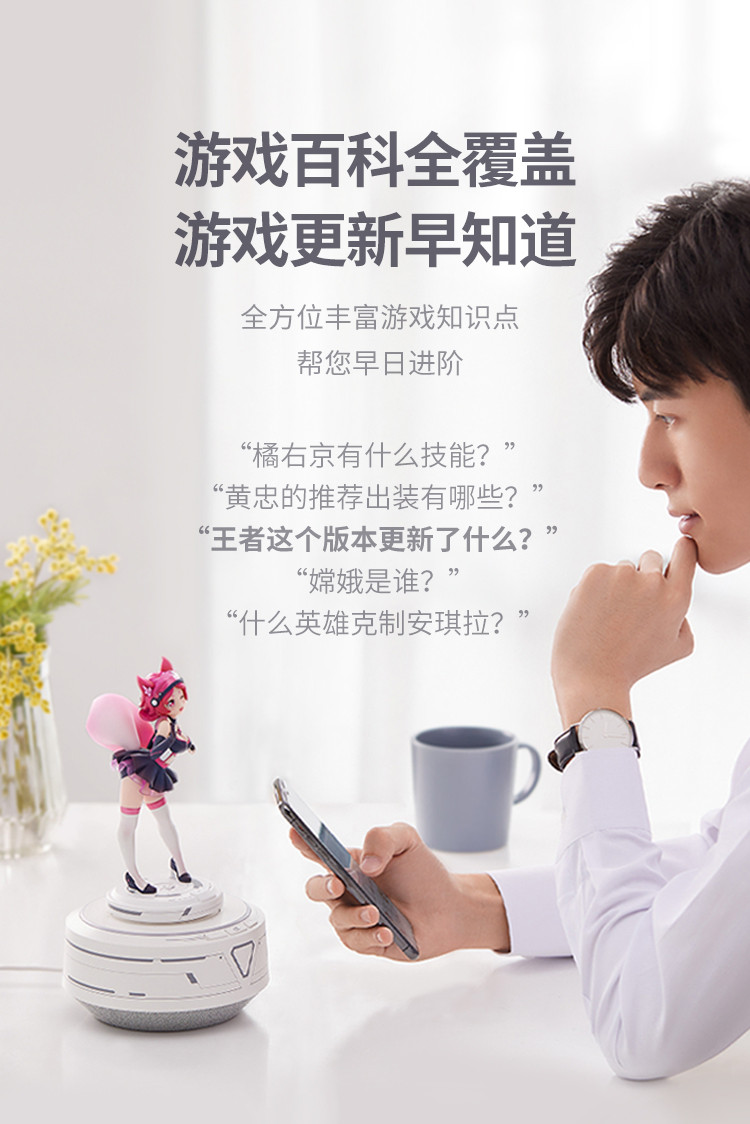 游戏百科全覆盖
游戏更新早知道
全方位丰富游戏知识点
帮您早日进阶
“橘右京有什么技能？”
“黄忠的推荐出装有哪些？”
“王者这个版本更新了什么？”
“嫦娥是谁？”
“什么英雄克制安琪拉？”